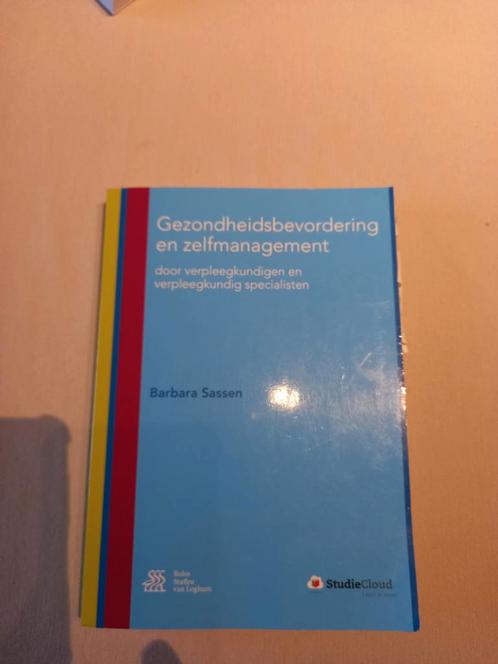 Gezondheidsbevordering
en zelfmanagement
door verpleegkundigen en
verpleegkundig specialisten
Barbara Sassen
Bohn
Stafleu
van Loghum
StudieCloud